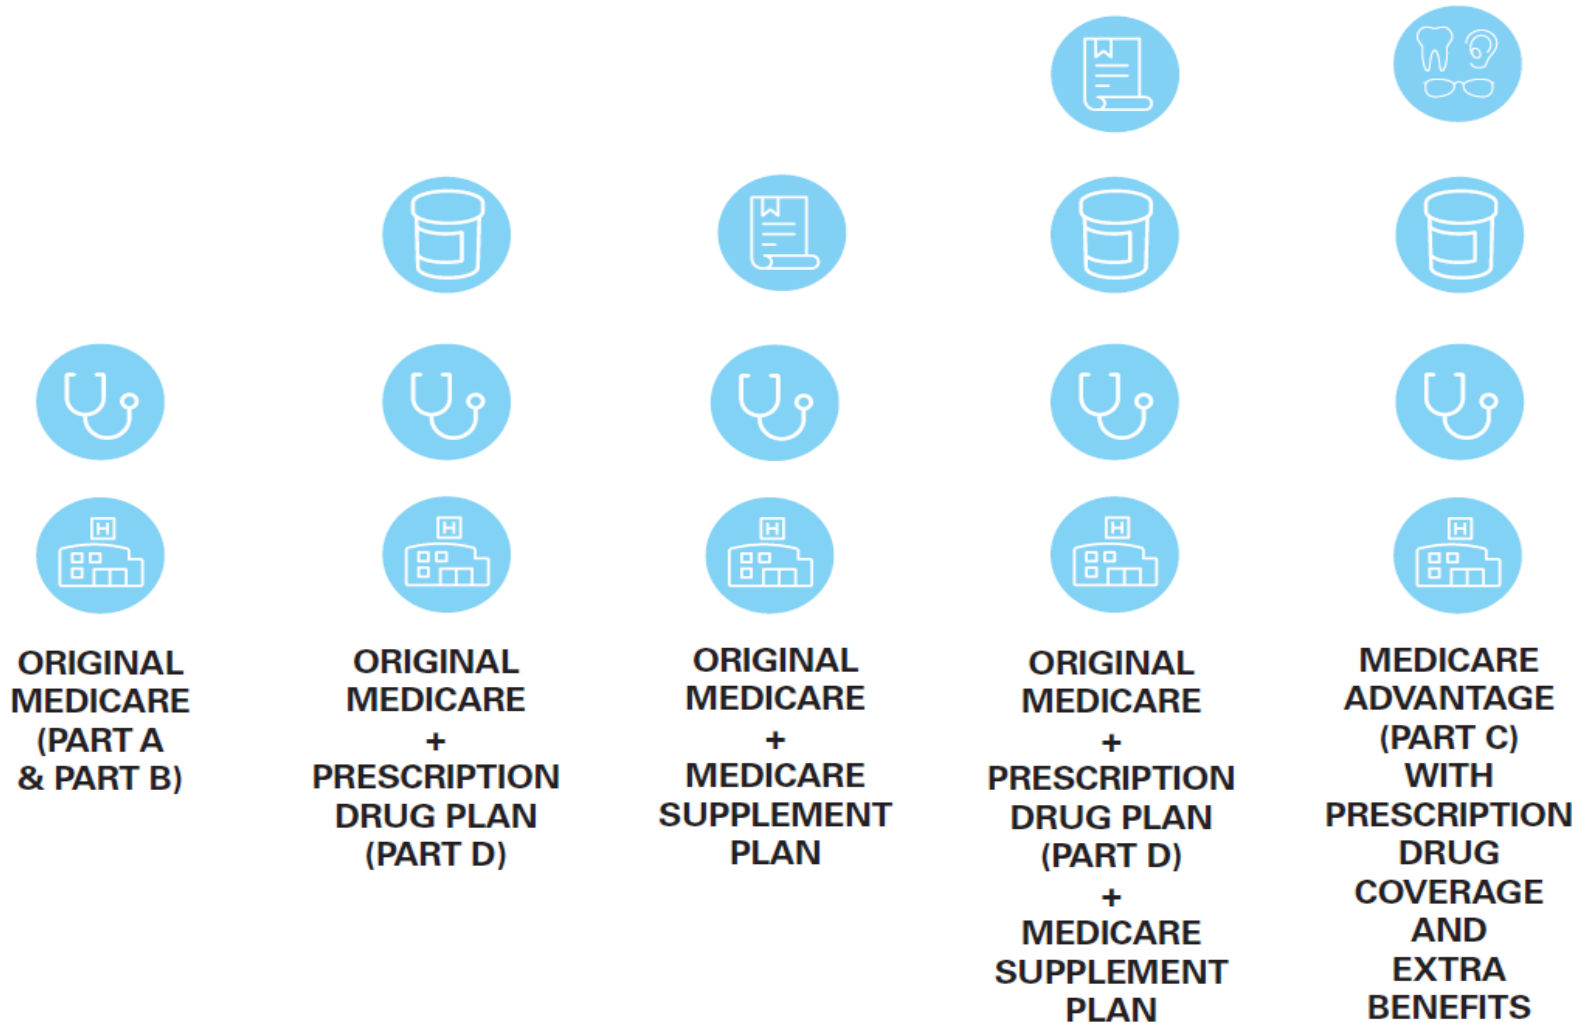 H
H
H
H
H
ORIGINAL
MEDICARE
(PART A
& PART B)
ORIGINAL
MEDICARE
+
PRESCRIPTION
DRUG PLAN
(PART D)
ORIGINAL
MEDICARE
+
MEDICARE
SUPPLEMENT
PLAN
ORIGINAL
MEDICARE
+
PRESCRIPTION
DRUG PLAN
(PART D)
+
MEDICARE
SUPPLEMENT
PLAN
MEDICARE
ADVANTAGE
(PART C)
WITH
PRESCRIPTION
DRUG
COVERAGE
AND
EXTRA
BENEFITS